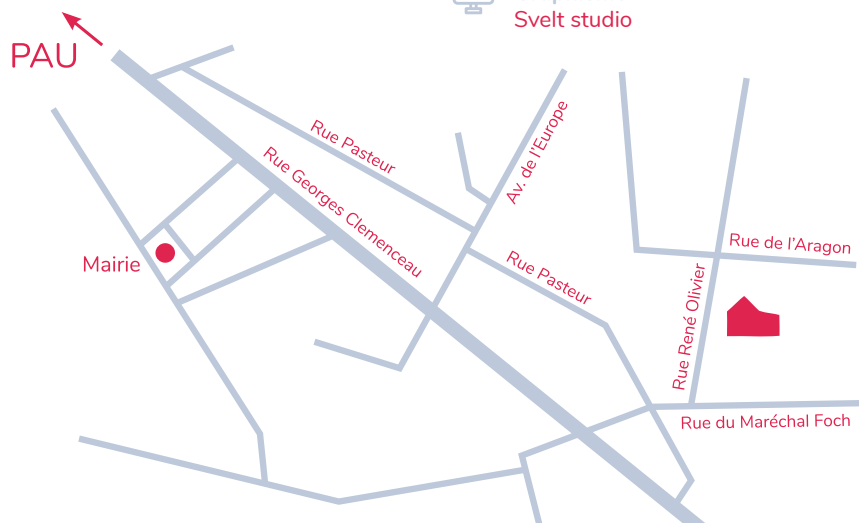 Svelt studio
PAU
Rue Pasteur
Av. de l'Europe
Rue Georges Clemenceau
Rue de l'Aragon
Mairie
Rue Pasteur
Rue René Olivier
Rue du Maréchal Foch